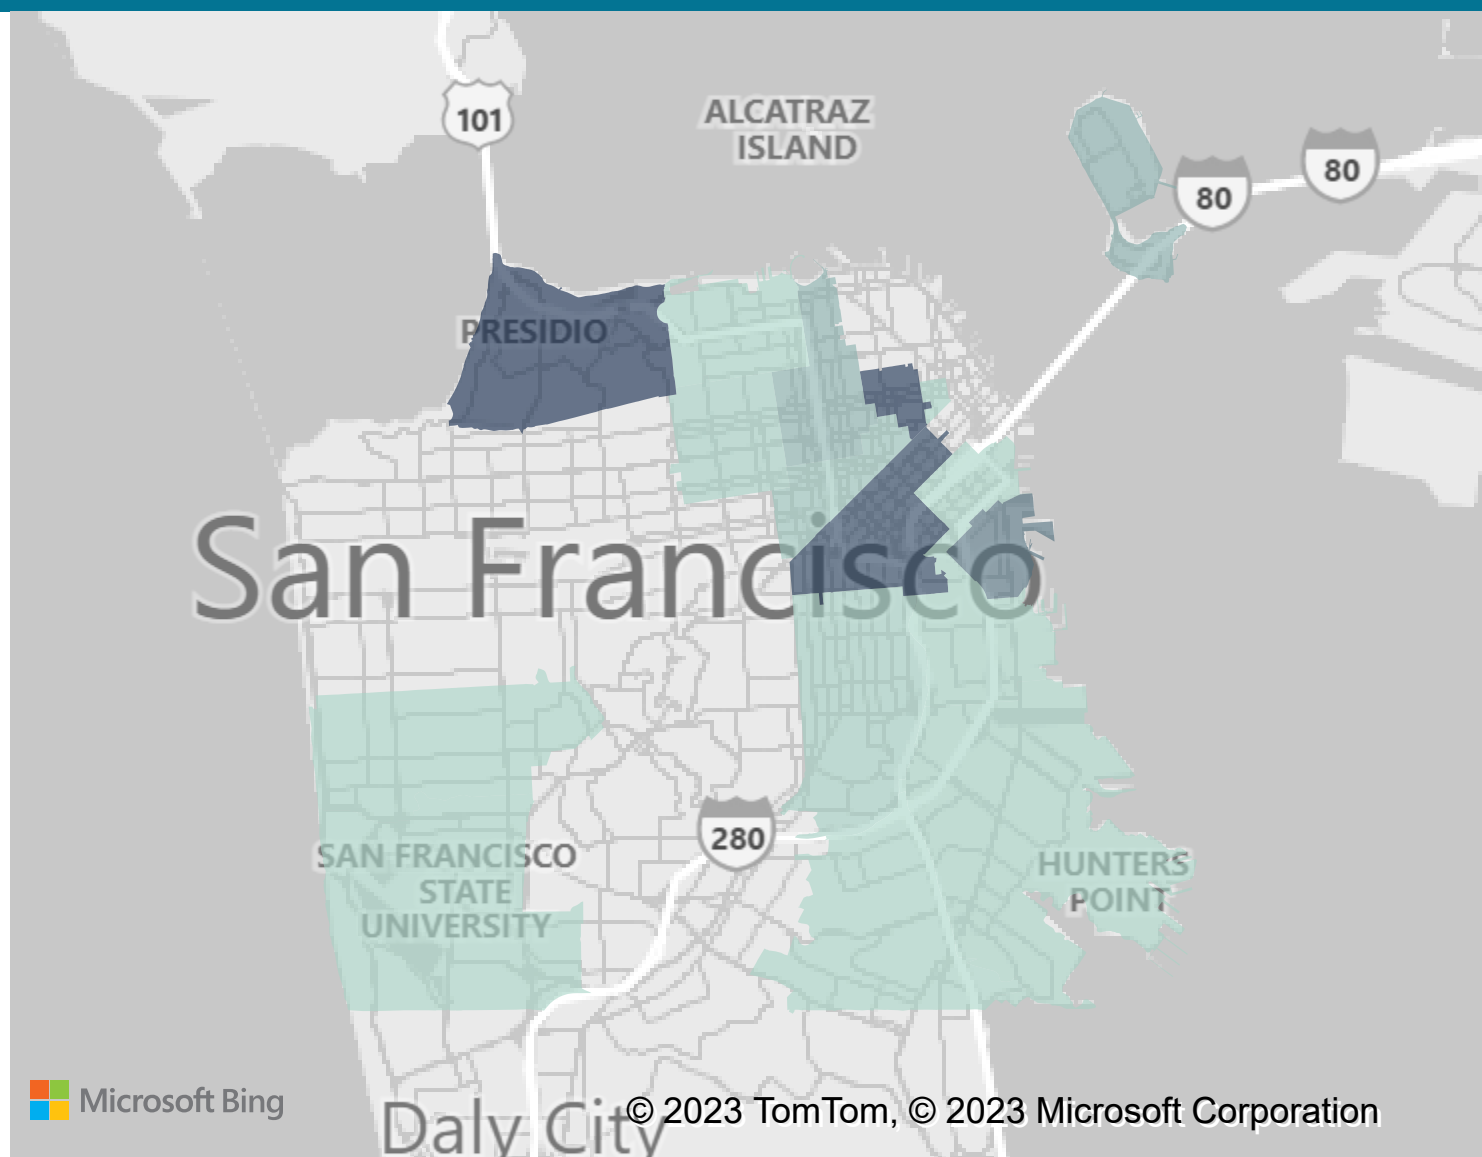 101
ALCATRAZ
ISLAND
80
80
PRESIDIO
San Francisco
280
SAN FRANCISCO
STATE
UNIVERSITY
HUNTERS
POINT
Microsoft Bing
Daly City
© 2023 TomTom, © 2023 Microsoft Corporation